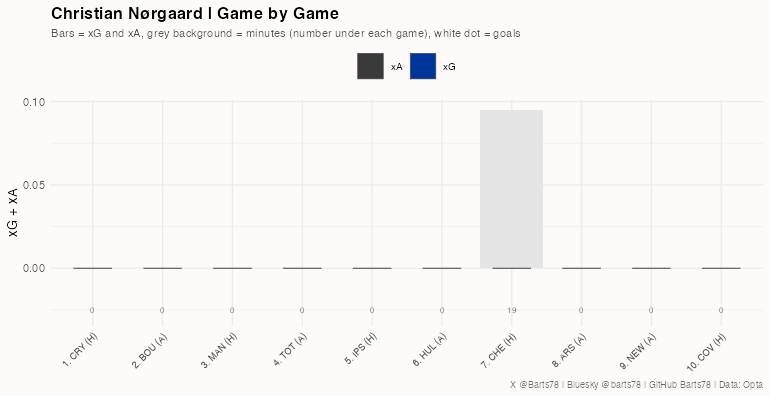 Christian Nørgaard | Game by Game
Bars = xG and xA, grey background = minutes (number under each game), white dot = goals
xA xG
xG + xA
0.10
0.05
0.00
0 0 0 0 0 0 19 0 0 0
1. CRY (H) 2. BOU (A) 3. MAN (H) 4. TOT (A) 5. IPS (H) 6. HUL (A) 7. CHE (H) 8. ARS (A) 9. NEW (A) 10. COV (H)
X @Barts78 | Bluesky @barts78 | GitHub Barts78 | Data: Opta